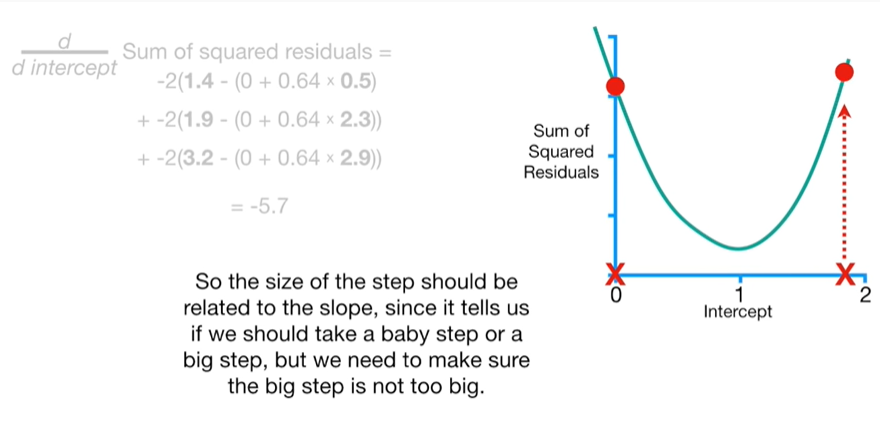 d
d intercept
Sum of squared residuals =
-2(1.4 - (0 + 0.64 × 0.5)
+ -2(1.9 - (0 + 0.64 × 2.3))
+ -2(3.2 - (0 + 0.64 × 2.9))
= -5.7
So the size of the step should be
related to the slope, since it tells us
if we should take a baby step or a
big step, but we need to make sure
the big step is not too big.
Sum of
Squared
Residuals
0
1
2
Intercept